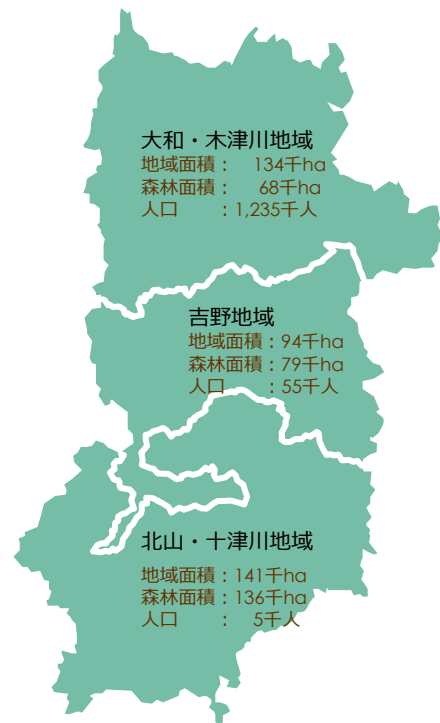 大和・木津川地域
地域面積： 134千ha
森林面積： 68千ha
人口 ：1,235千人
吉野地域
地域面積：94千ha
森林面積：79千ha
人口 ：55千人
北山・十津川地域
地域面積：141千ha
森林面積：136千ha
人口 ： 5千人